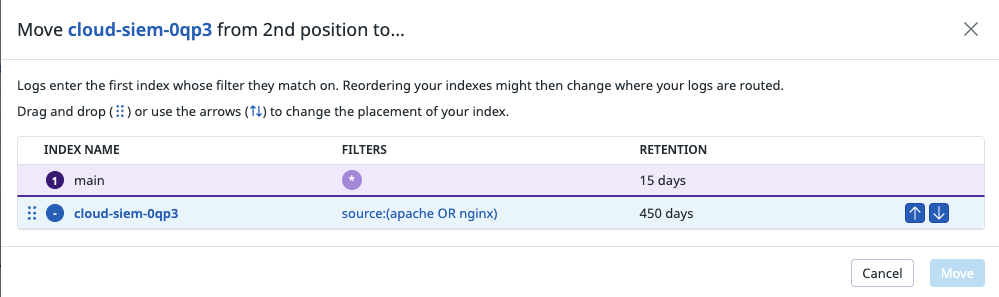 Move cloud-siem-0qp3 from 2nd position to...
Logs enter the first index whose filter they match on. Reordering your indexes might then change where your logs are routed.
Drag and drop (⠿) or use the arrows (↑↓) to change the placement of your index.
INDEX NAME FILTERS RETENTION
1 main * 15 days
- cloud-siem-0qp3 source:(apache OR nginx) 450 days
Cancel Move